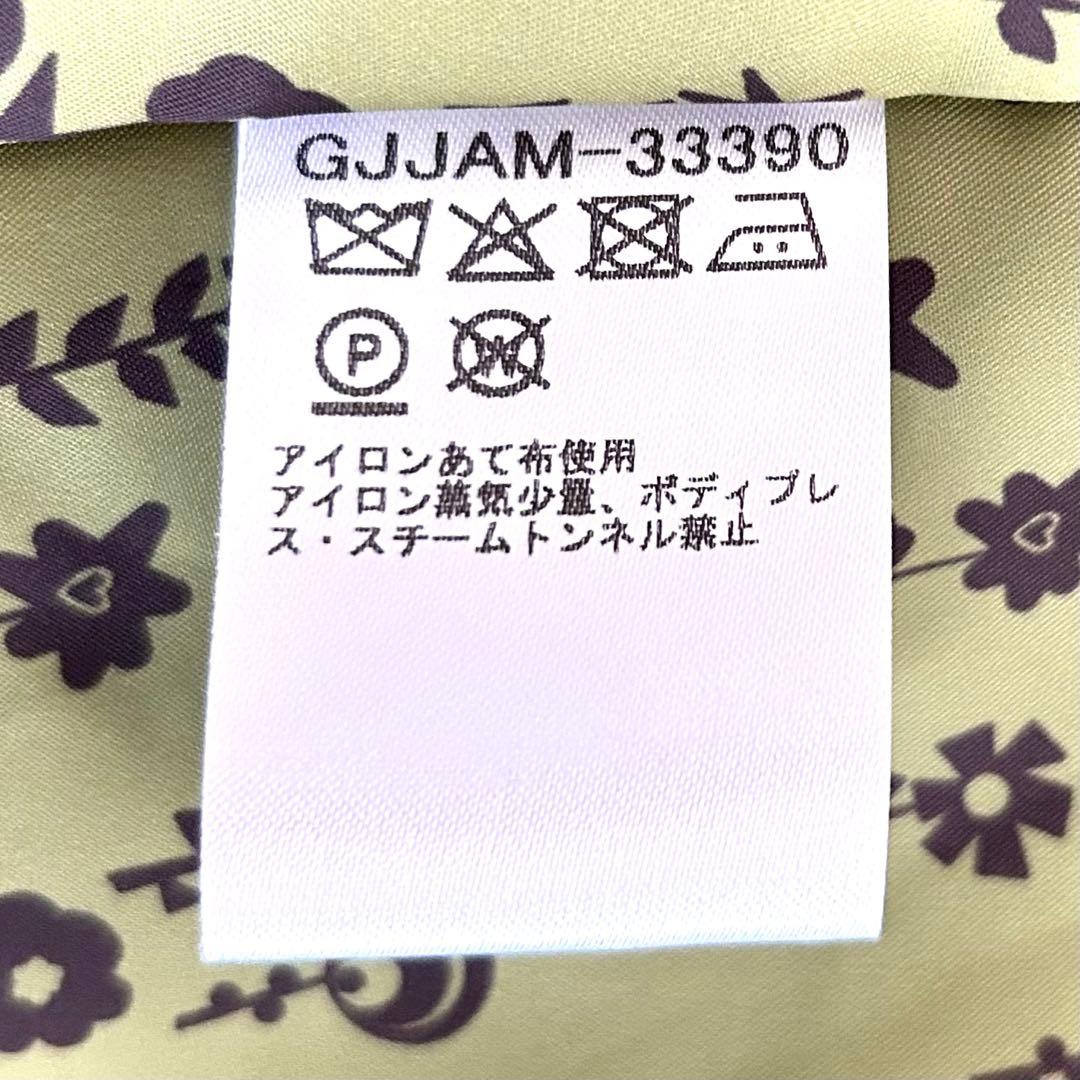 GJJAM-33390
P
W
アイロンあて布使用
アイロン蒸気少量、ボディプレ
ス・スチームトンネル禁止